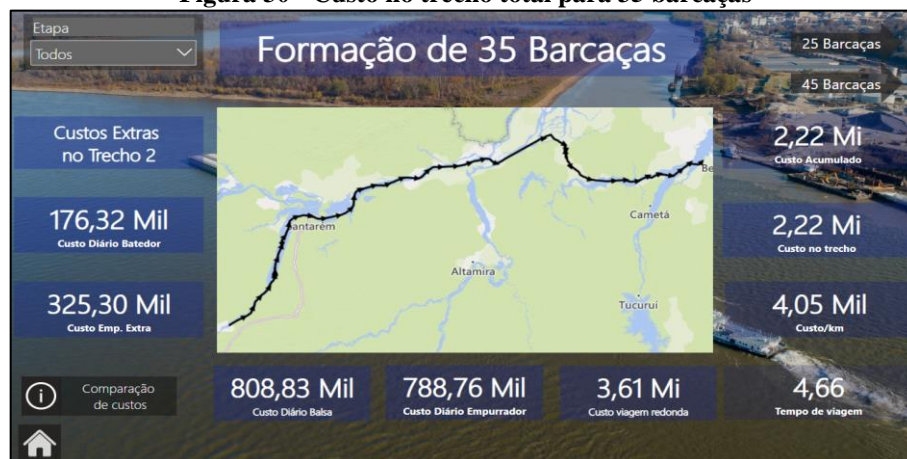 Figura 30 - Custo no trecho total para 35 barcaças
Etapa
Todos
Formação de 35 Barcaças
25 Barcaças
45 Barcaças
Custos Extras
no Trecho 2
176,32 Mil
Custo Diário Batedor
325,30 Mil
Custo Emp. Extra
Santarém
Altamira
Cametá
Tucuruí
Be
2,22 Mi
Custo Acumulado
2,22 Mi
Custo no trecho
4,05 Mil
Custo/km
Comparação
de custos
808,83 Mil
Custo Diário Balsa
788,76 Mil
Custo Diário Empurrador
3,61 Mi
Custo viagem redonda
4,66
Tempo de viagem